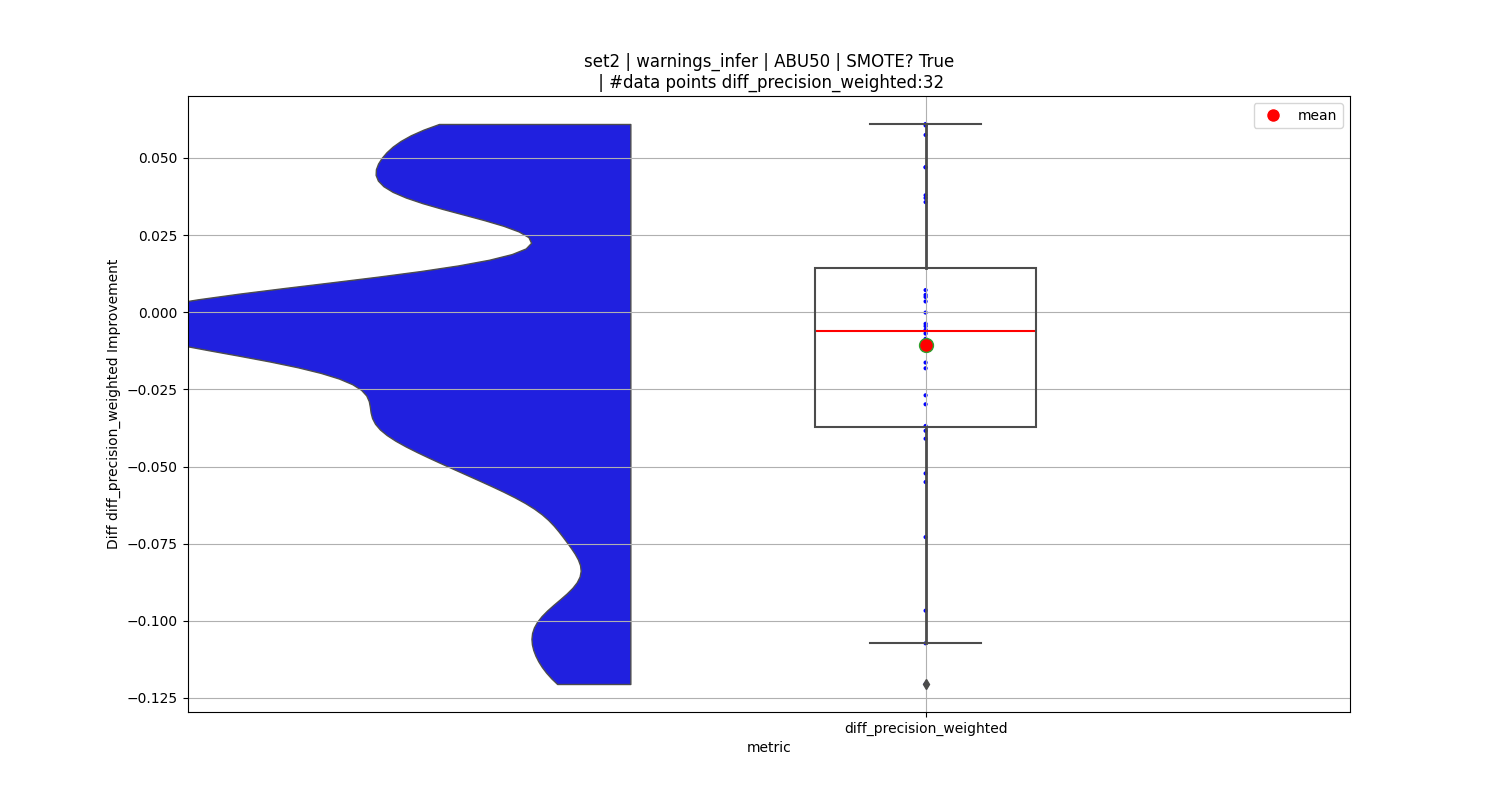 set2 | warnings_infer | ABU50 | SMOTE? True
| #data points diff_precision_weighted:32
mean
0.050
0.025
0.000
−0.025
−0.050
−0.075
−0.100
−0.125
Diff diff_precision_weighted Improvement
diff_precision_weighted
metric